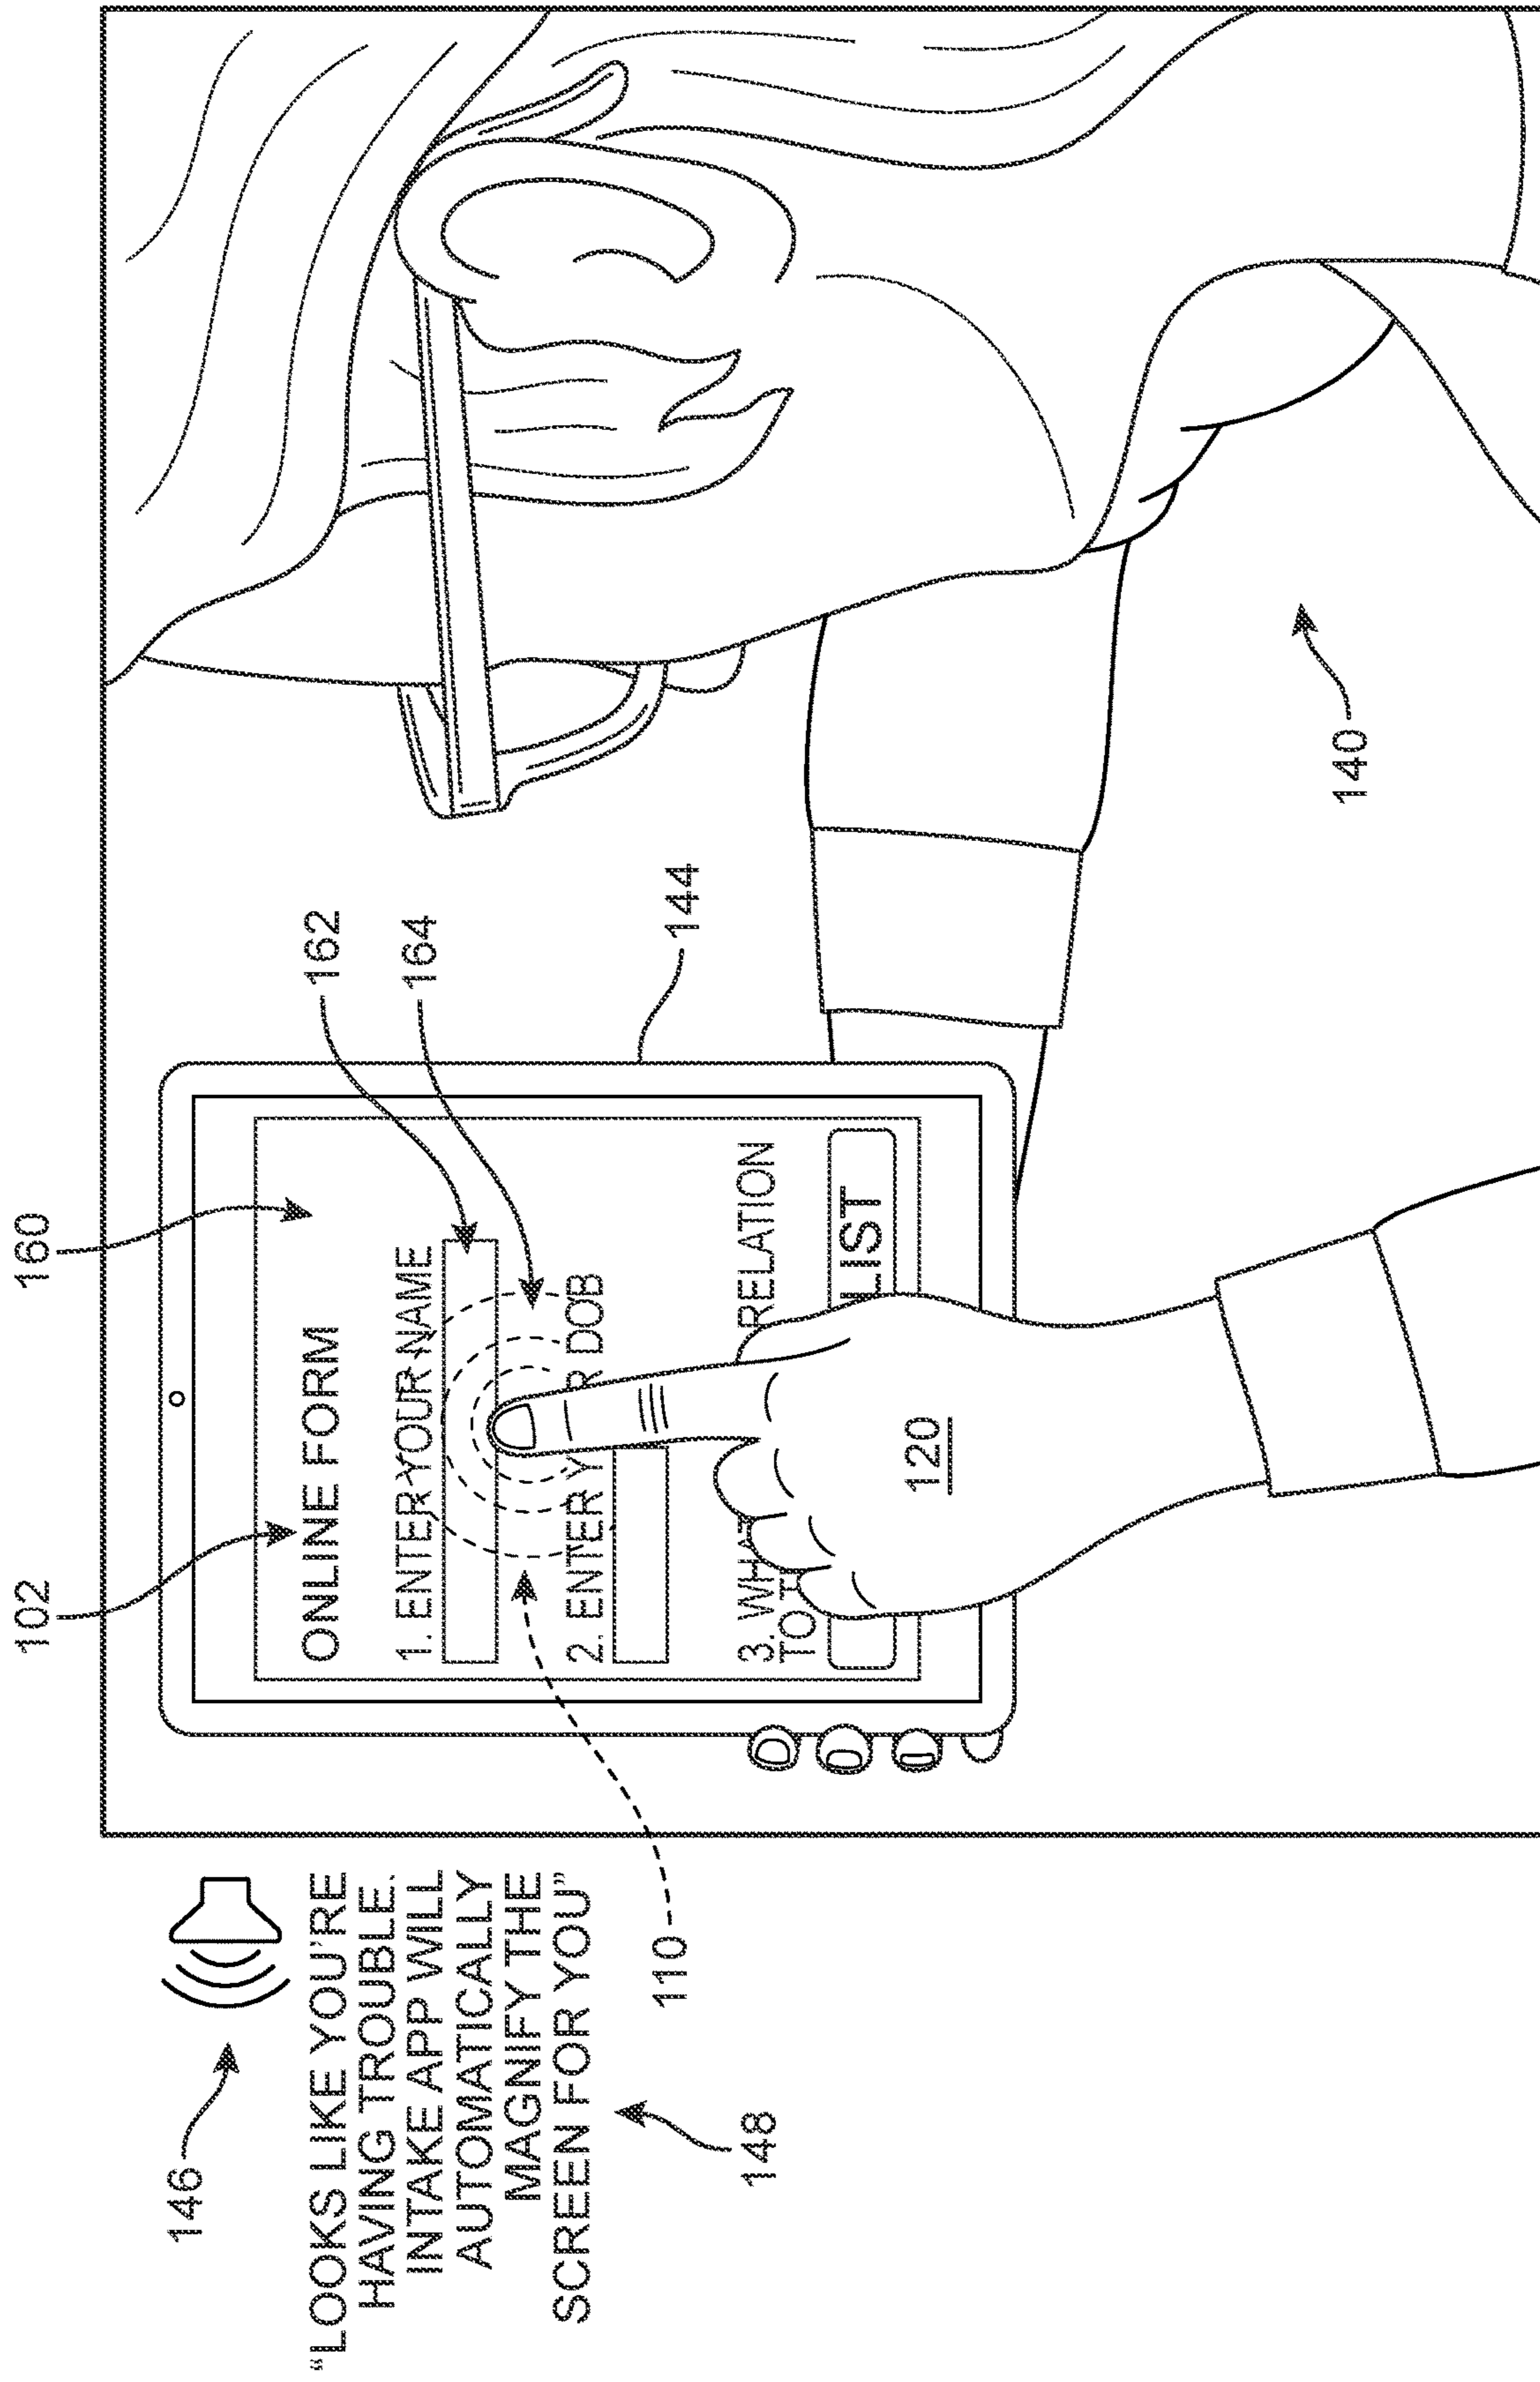 102
160
146
"LOOKS LIKE YOU'RE
HAVING TROUBLE.
INTAKE APP WILL
AUTOMATICALLY
MAGNIFY THE
SCREEN FOR YOU"
148
110
ONLINE FORM
1. ENTER YOUR NAME
2. ENTER Y R DOB
3. WHAT RELATION
TO T
LIST
120
162
164
144
140